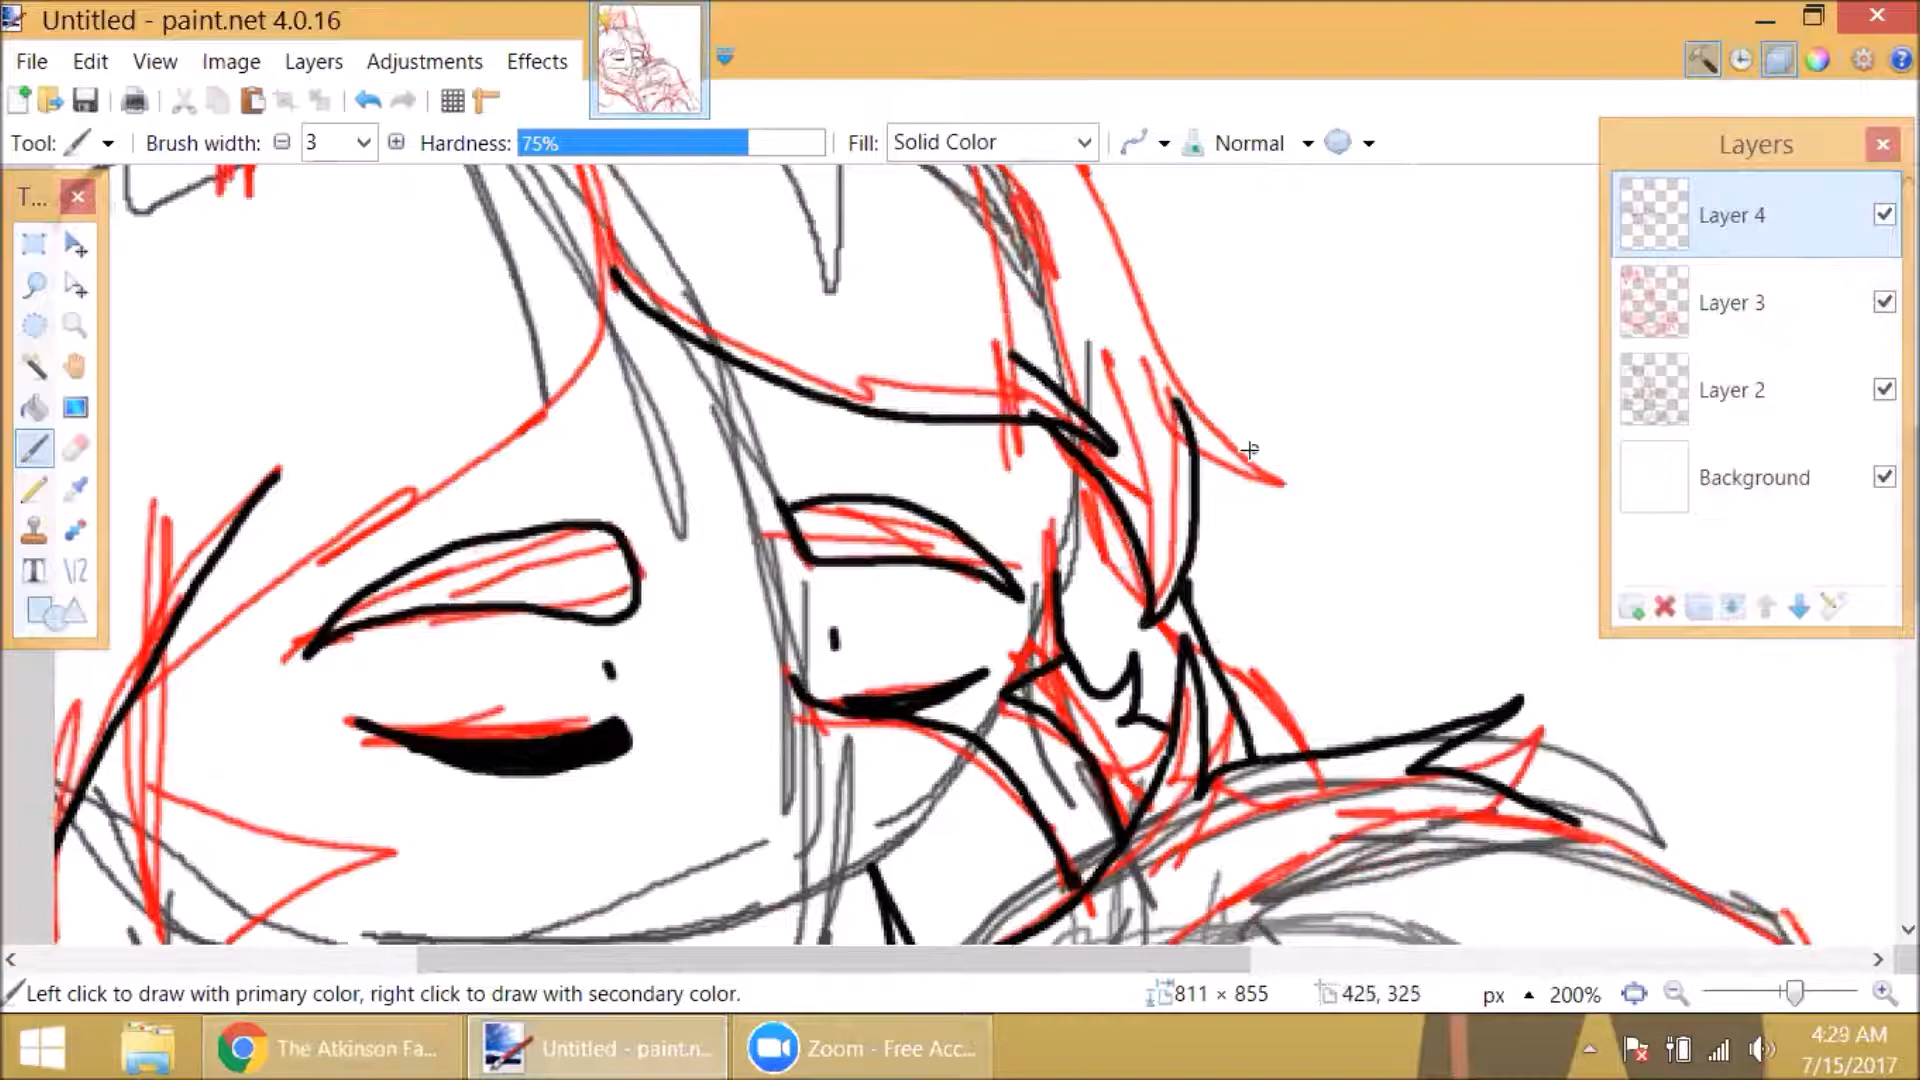 Untitled - paint.net 4.0.16
File Edit View Image Layers Adjustments Effects
Tool: Brush width: 3 Hardness: 75% Fill: Solid Color Normal
T...
Layers
Layer 4
Layer 3
Layer 2
Background
Left click to draw with primary color, right click to draw with secondary color.
811 × 855 425, 325 px 200%
The Atkinson Fa... Untitled - paint.n... Zoom - Free Acc...
4:29 AM
7/15/2017